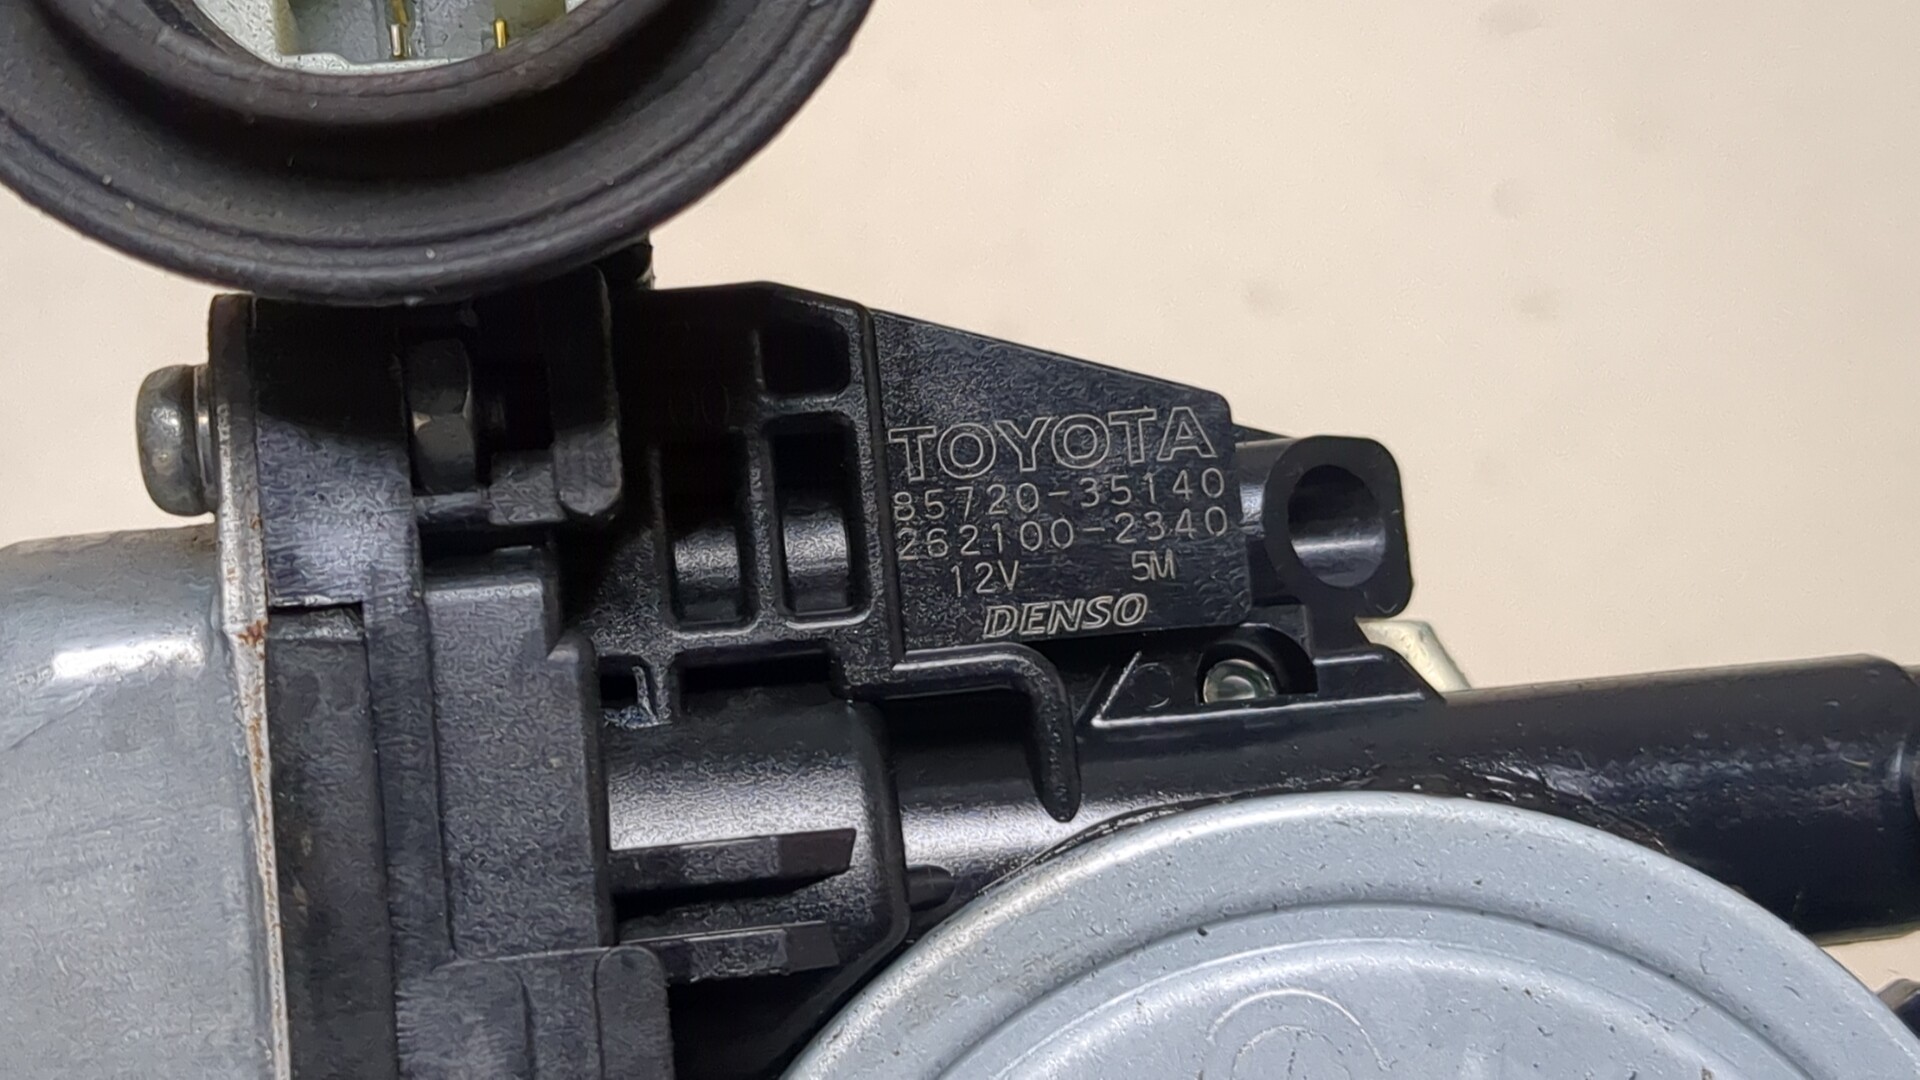 TOYOTA
85720-35140
262100-2340
12V 5M
DENSO